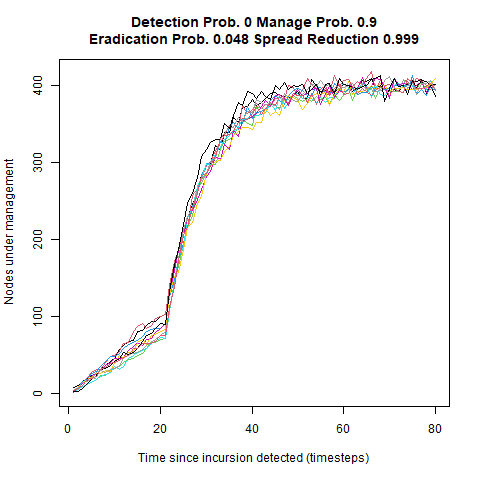 Detection Prob. 0 Manage Prob. 0.9
Eradication Prob. 0.048 Spread Reduction 0.999
Nodes under management
400
300
200
100
0
0 20 40 60 80
Time since incursion detected (timesteps)